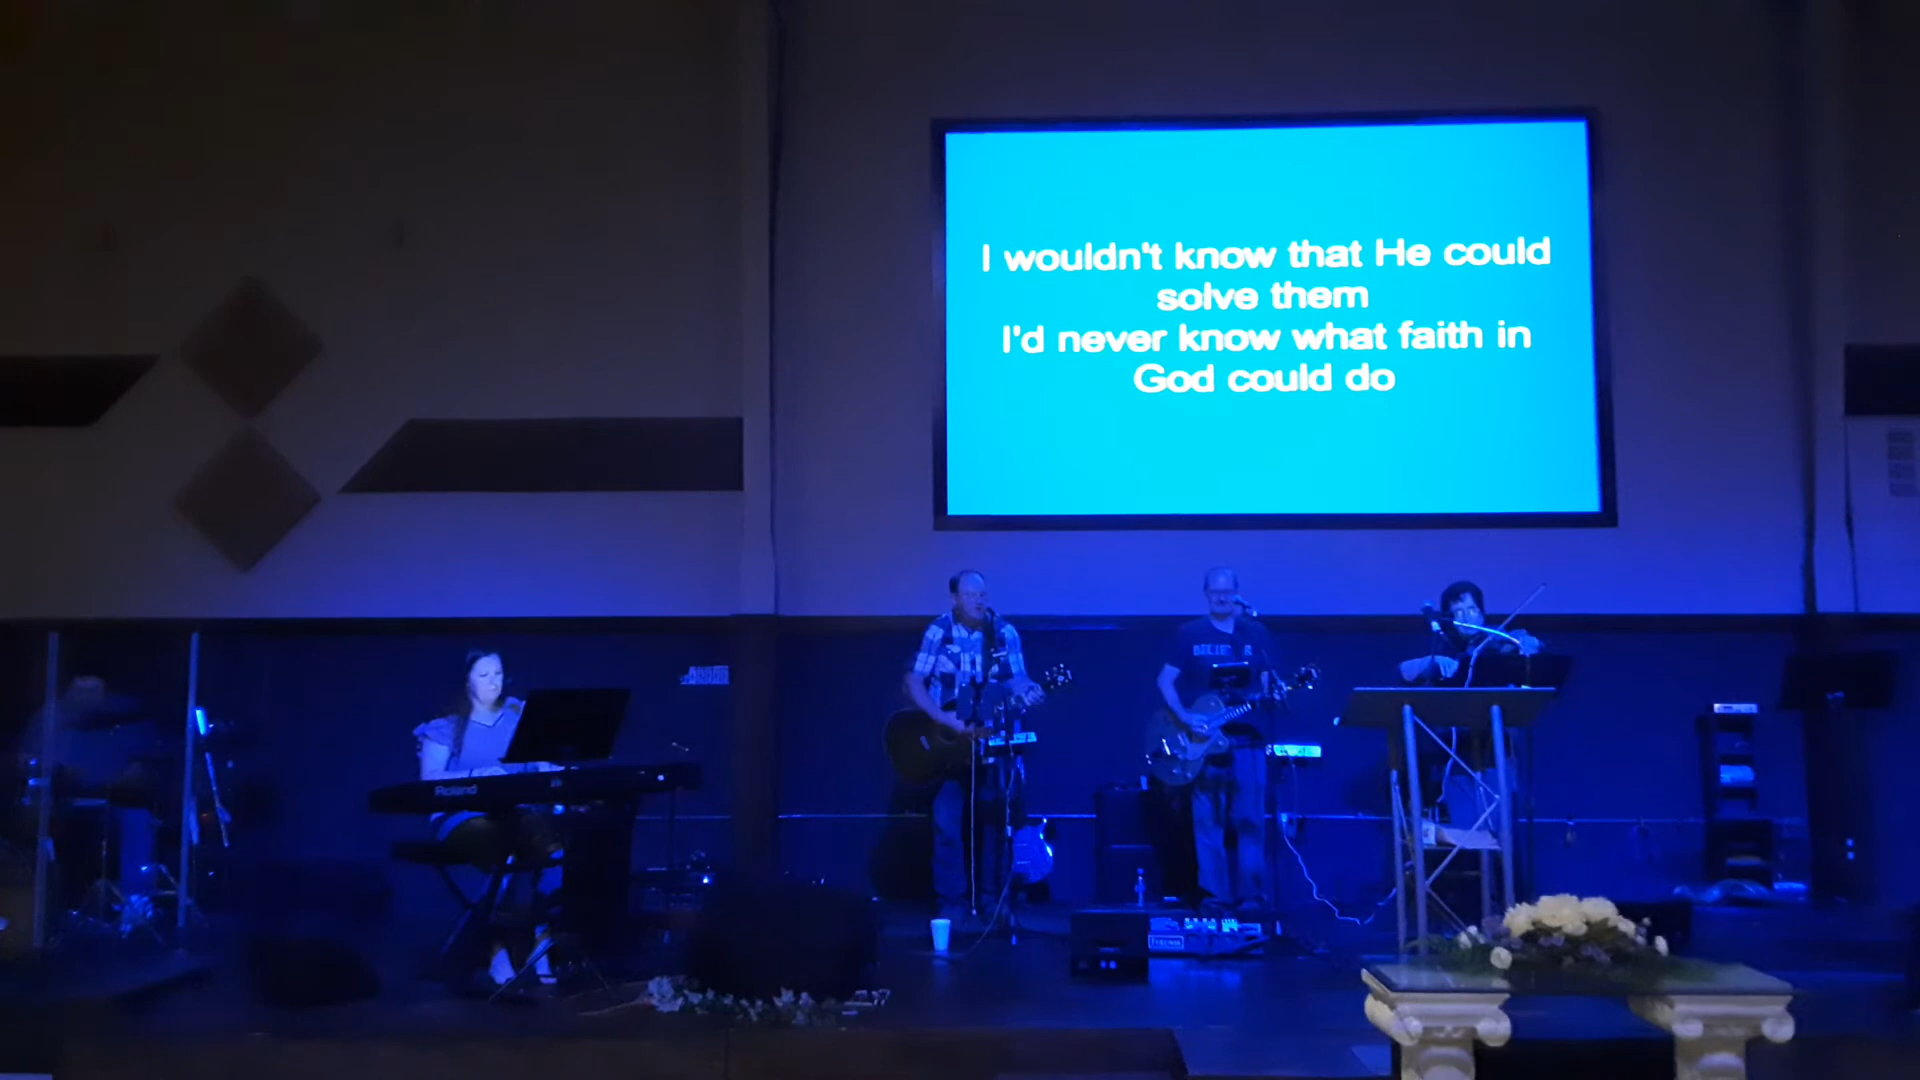 I wouldn't know that He could
solve them
I'd never know what faith in
God could do
Roland